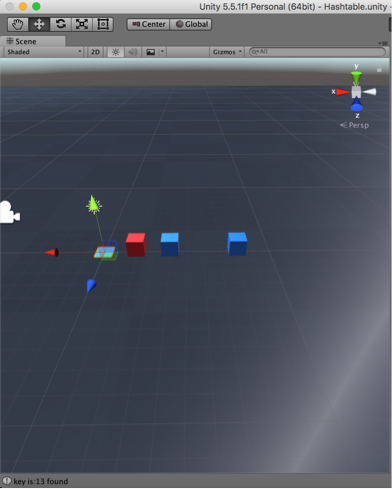 Unity 5.5.1f1 Personal (64bit) - Hashtable.
Center Global
Scene
Shaded 2D Gizmos All
y
x
z
Persp
key is:13 found